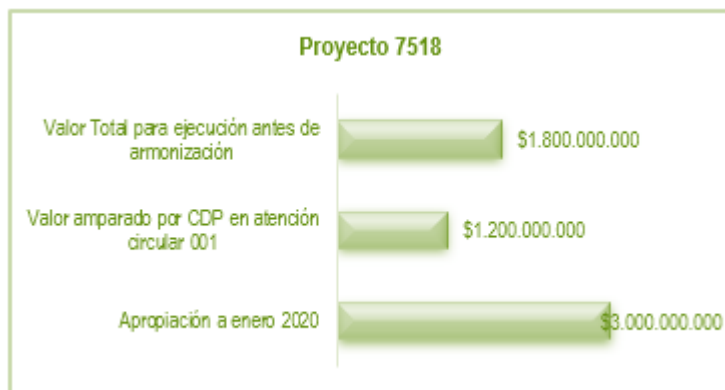 Proyecto 7518
Valor Total para ejecución antes de
armonización
$1.800.000.000
Valor amparado por CDP en atención
circular 001
$1.200.000.000
Apropiación a enero 2020
$3.000.000.000